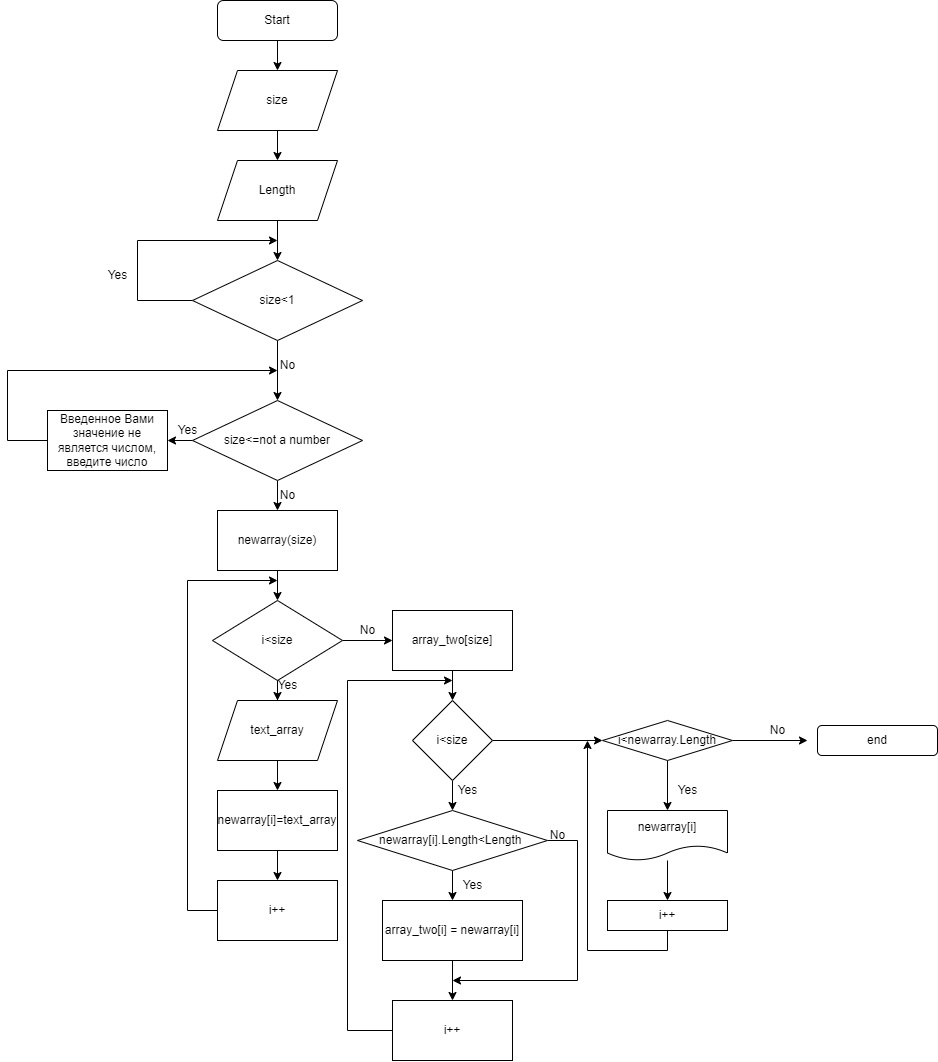 Start
size
Length
Yes
size<1
No
Введенное Вами
значение не
является числом,
введите число
Yes
size<=not a number
No
newarray(size)
i<size
No
array_two[size]
Yes
text_array
newarray[i]=text_array
i++
i<size
Yes
newarray[i].Length<Length
No
Yes
array_two[i] = newarray[i]
i++
i<newarray.Length
No
end
Yes
newarray[i]
i++